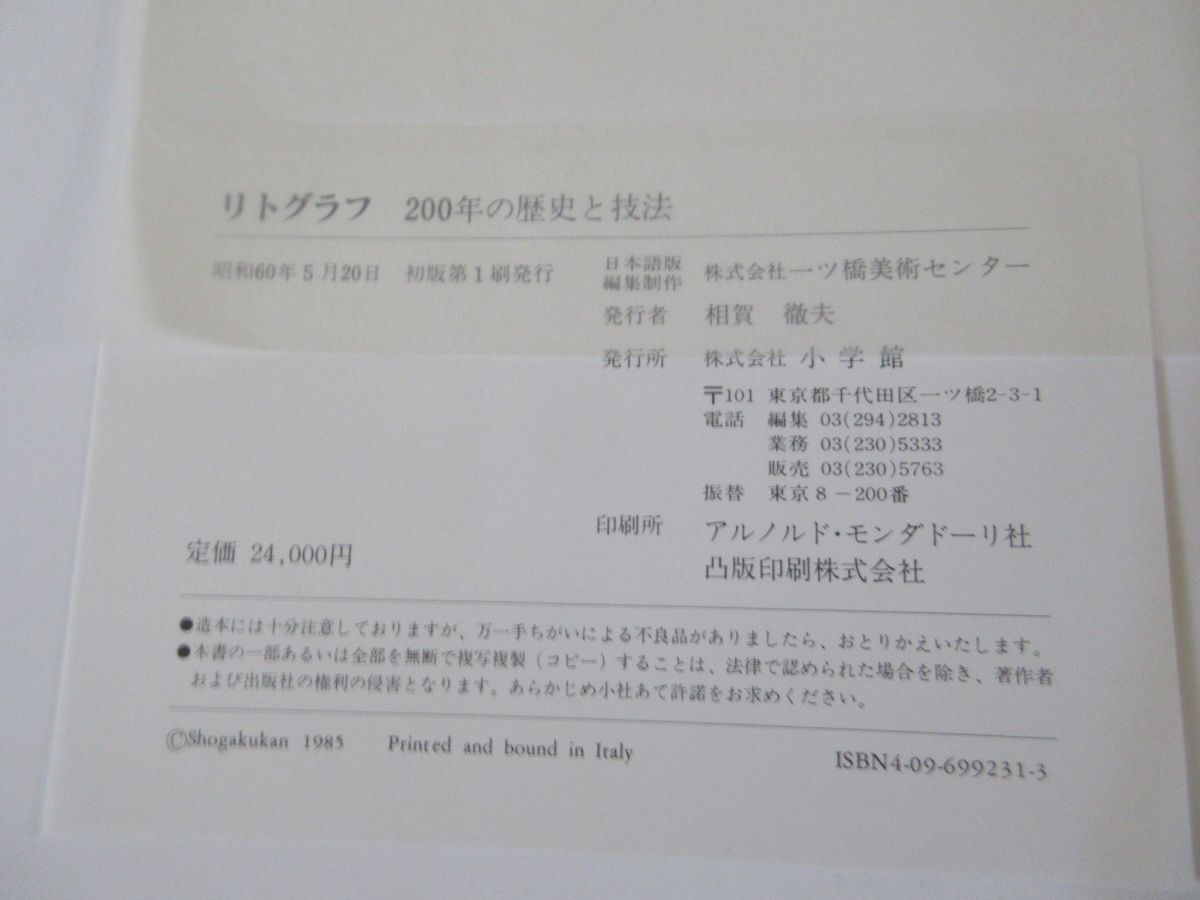 リトグラフ 200年の歴史と技法
昭和60年5月20日 初版第1刷発行
日本語版
編集制作 株式会社一ツ橋美術センター
発行者 相賀 徹夫
発行所 株式会社 小学館
〒101 東京都千代田区一ツ橋2-3-1
電話 編集 03(294)2813
業務 03(230)5333
販売 03(230)5763
振替 東京8-200番
印刷所 アルノルド・モンダドーリ社
凸版印刷株式会社
定価 24,000円
●造本には十分注意しておりますが、万一手ちがいによる不良品がありましたら、おとりかえいたします。
●本書の一部あるいは全部を無断で複写複製(コピー)することは、法律で認められた場合を除き、著作者
および出版社の権利の侵害となります。あらかじめ小社あて許諾をお求めください。
©Shogakukan 1985 Printed and bound in Italy
ISBN4-09-699231-3